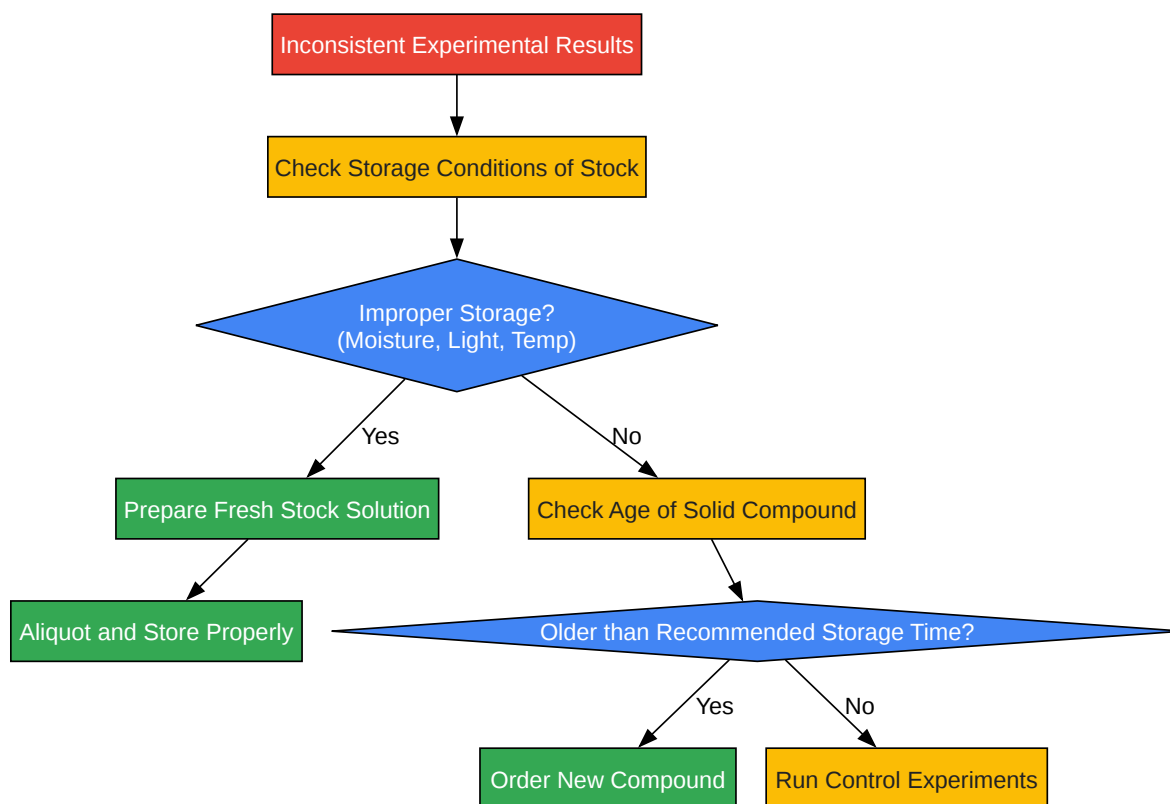 Inconsistent Experimental Results
Check Storage Conditions of Stock
Improper Storage?
(Moisture, Light, Temp)
Yes
No
Prepare Fresh Stock Solution
Check Age of Solid Compound
Aliquot and Store Properly
Older than Recommended Storage Time?
Yes
No
Order New Compound
Run Control Experiments